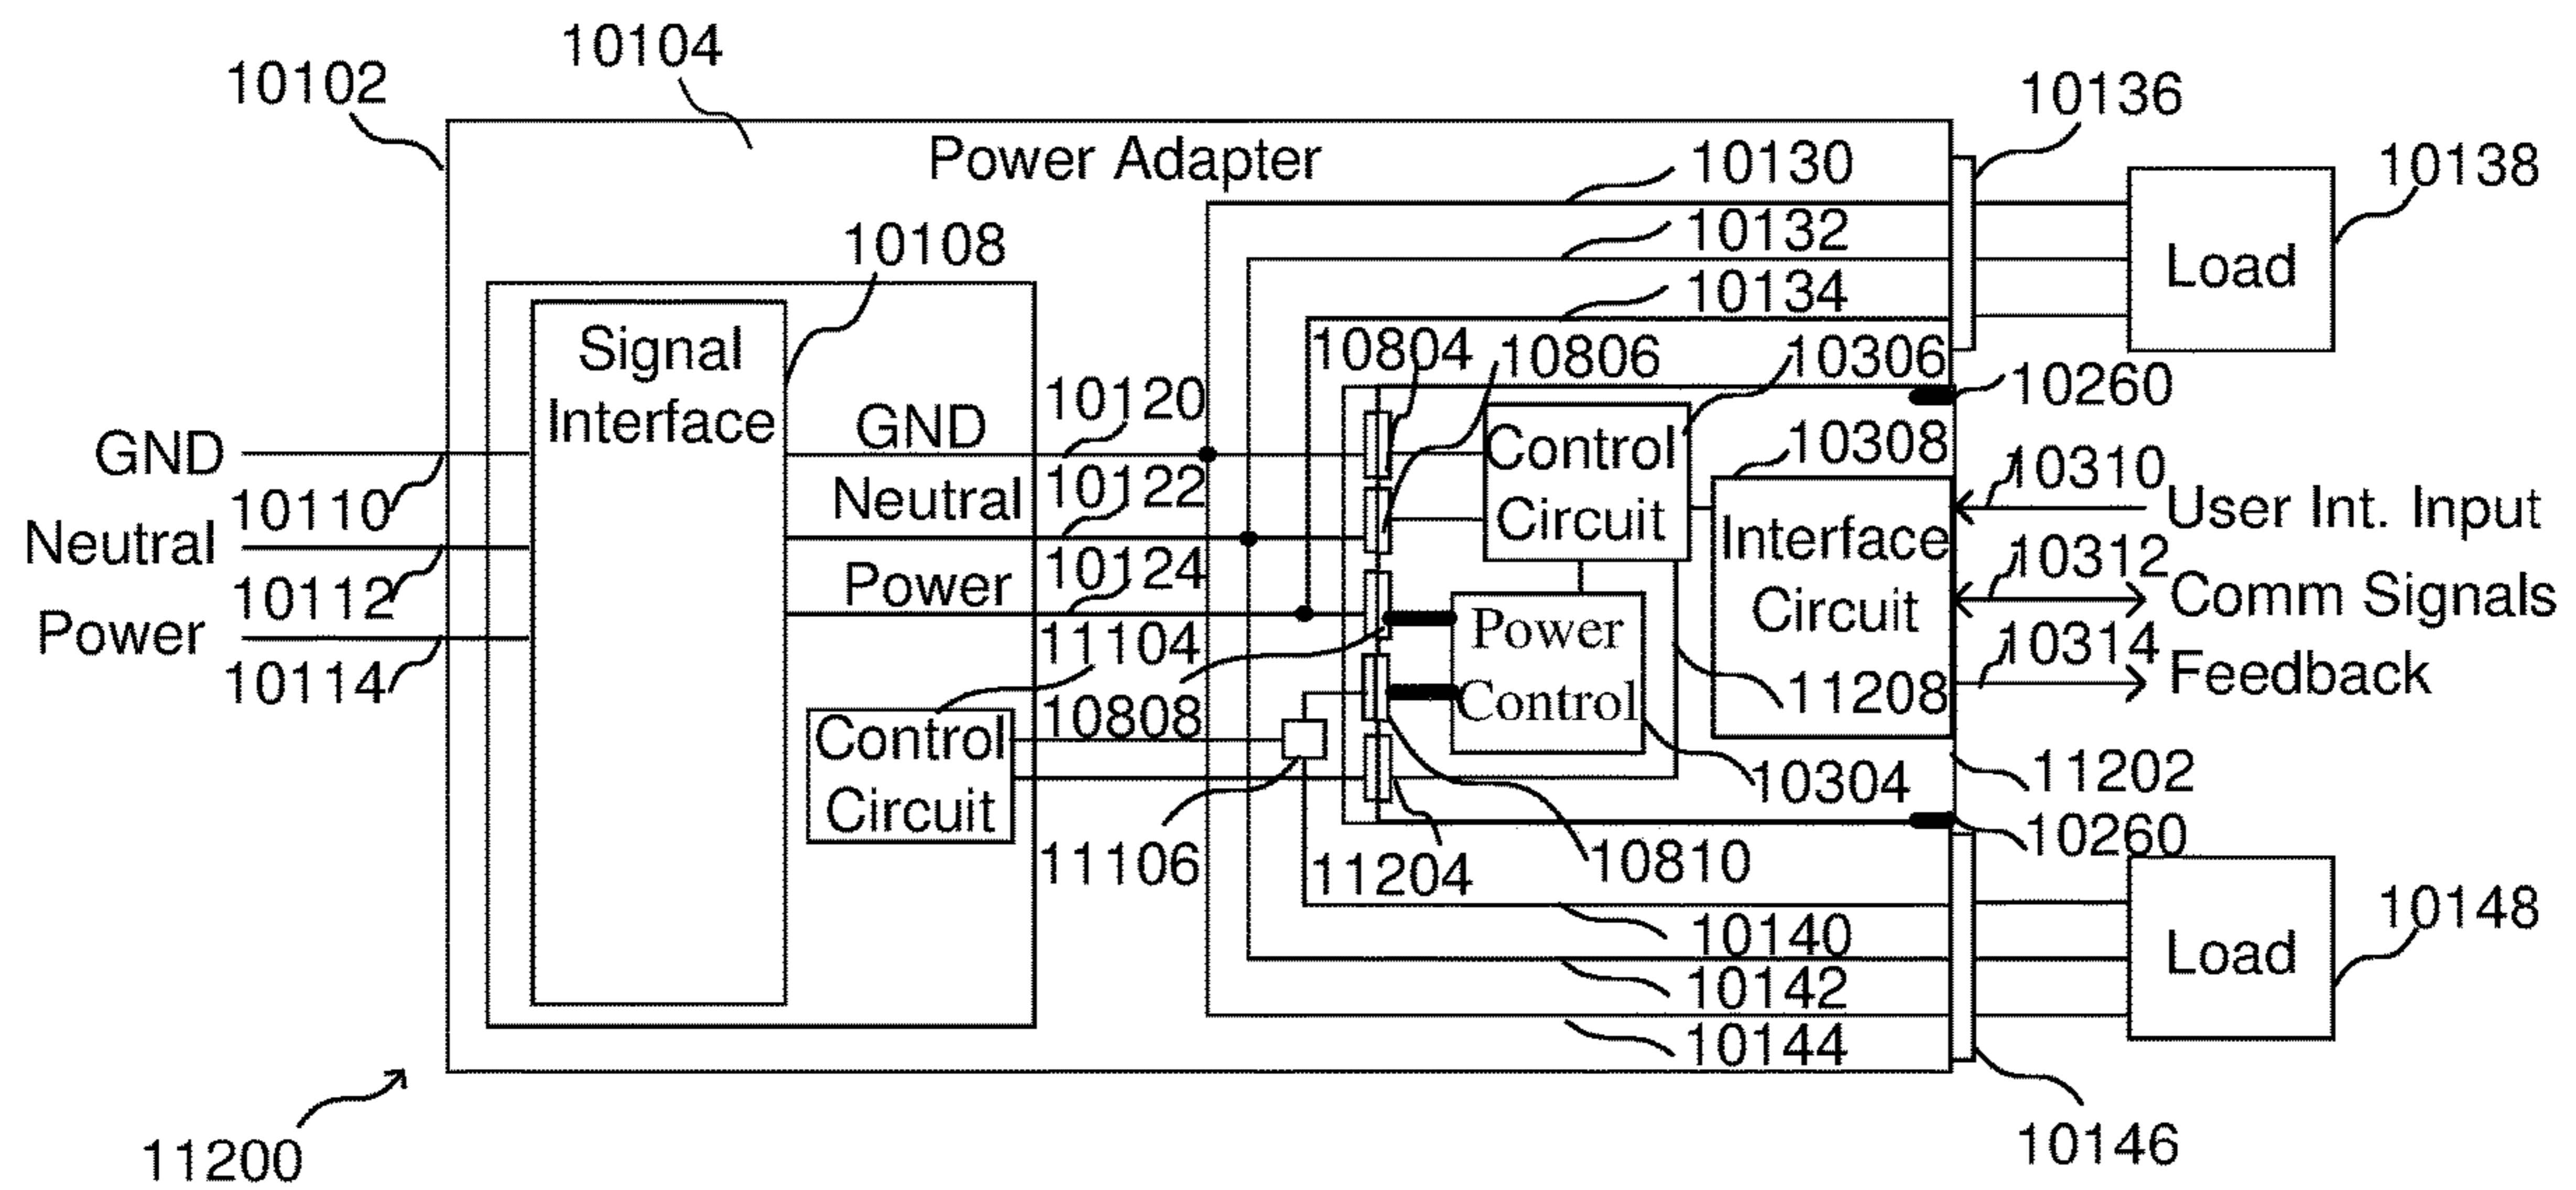 10104
10102
10136
Power Adapter
10130
10138
10132
10108
Load
10134
Signal
Interface
10804
10806
10306
10260
10120
GND
GND
Control
Circuit
10308
10310
10110
Neutral
10122
User Int. Input
Neutral
Interface
Circuit
10312
10112
Power
10124
Comm Signals
Power
Power
Control
10314
10114
11104
11208
Feedback
10808
Control
Circuit
10304
11202
10260
11106
11204
10810
10148
10140
Load
10142
10144
11200
10146